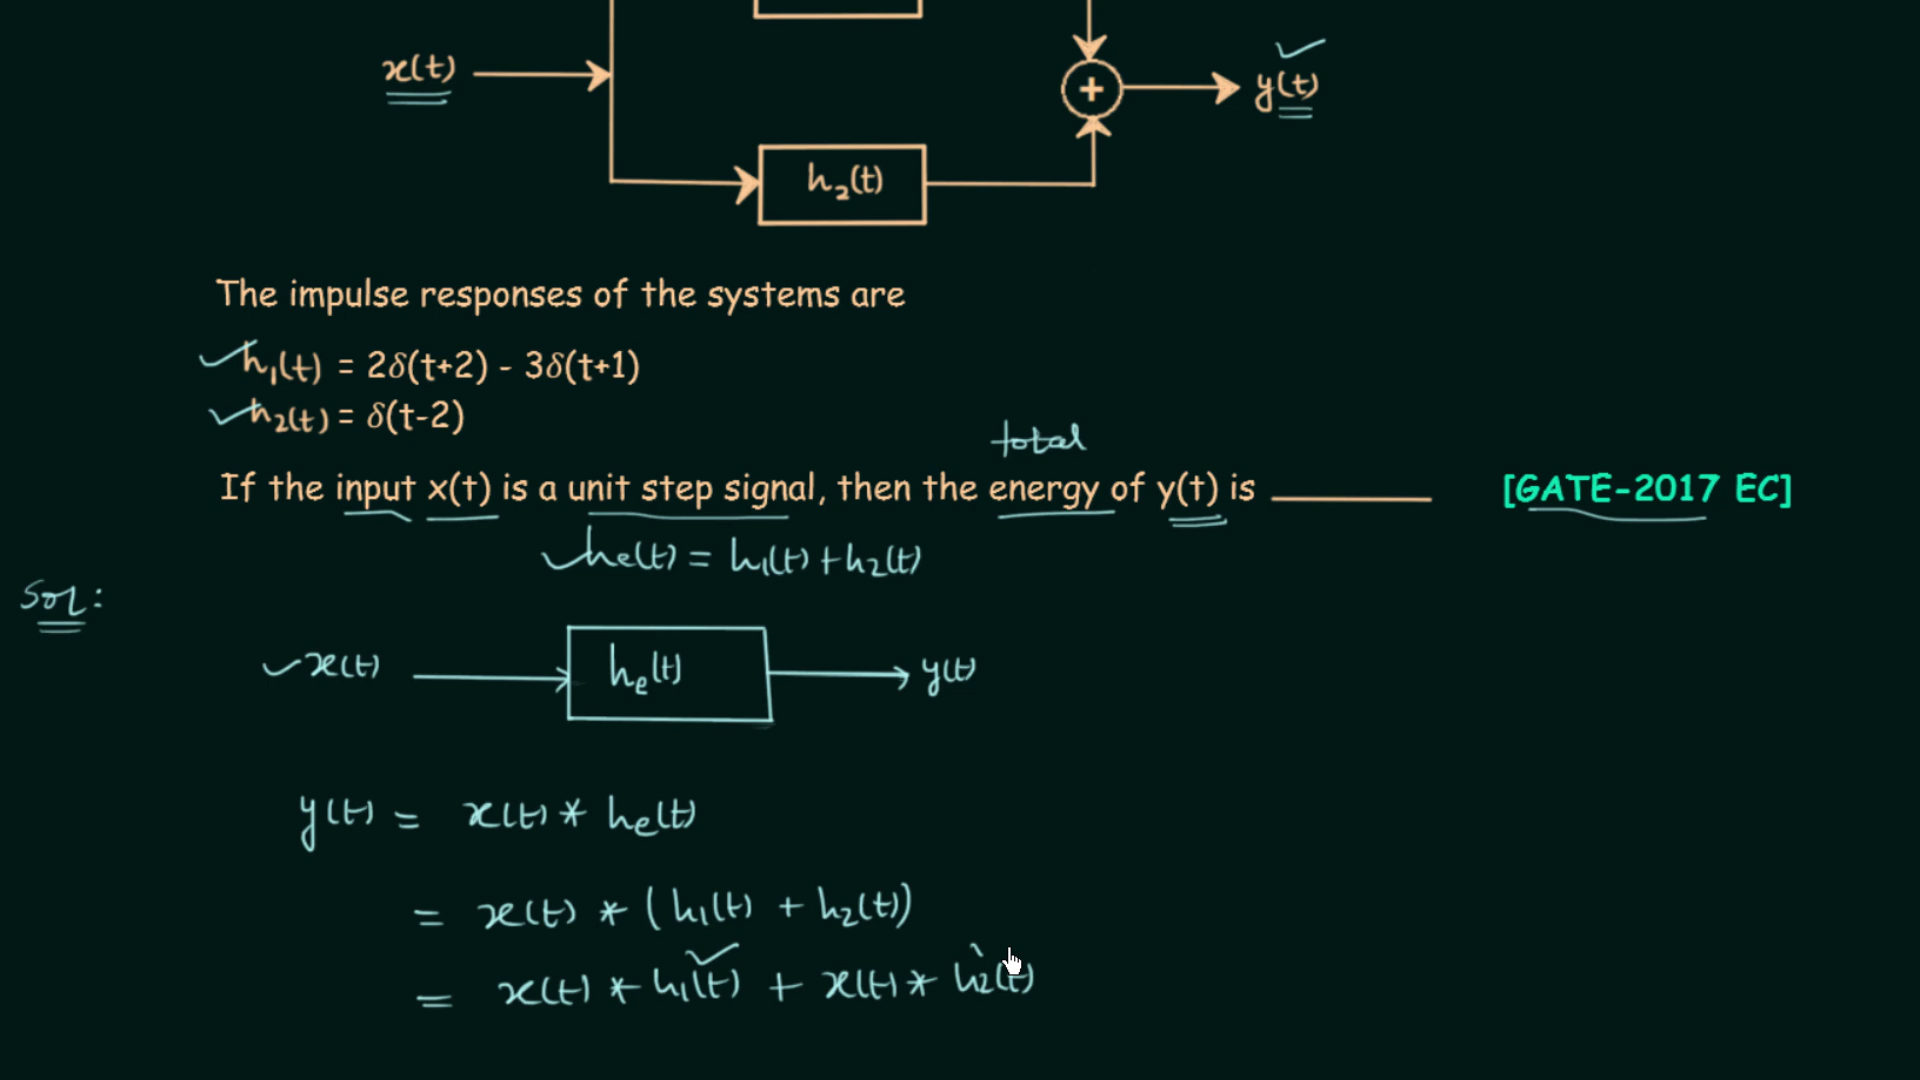 x(t)
+
y(t)
h₂(t)
The impulse responses of the systems are
h₁(t) = 2δ(t+2) - 3δ(t+1)
h₂(t) = δ(t-2)
total
If the input x(t) is a unit step signal, then the energy of y(t) is ________ [GATE-2017 EC]
hₑ(t) = h₁(t) + h₂(t)
Sol:
x(t) hₑ(t) y(t)
y(t) = x(t) * hₑ(t)
= x(t) * (h₁(t) + h₂(t))
= x(t) * h₁(t) + x(t) * h₂(t)